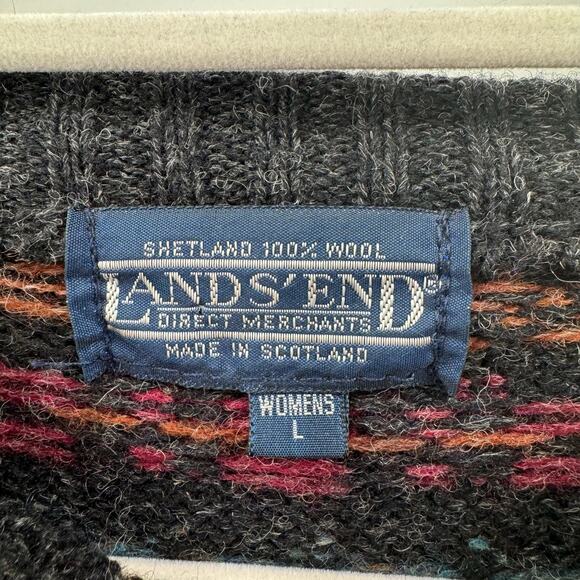 SHETLAND 100% WOOL
LANDS' END®
DIRECT MERCHANTS
MADE IN SCOTLAND
WOMENS
L